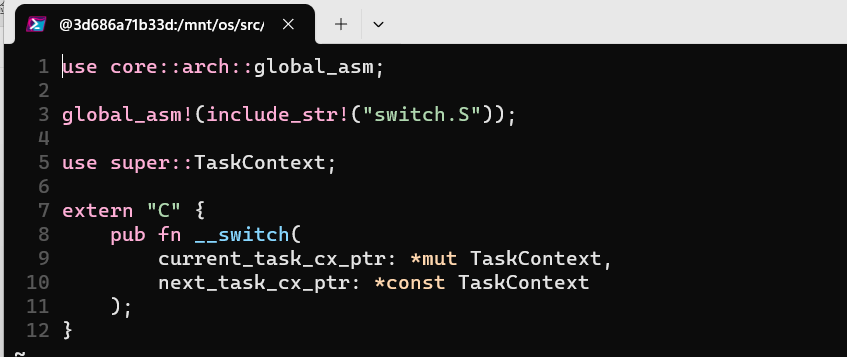 @3d686a71b33d:/mnt/os/src/
1 use core::arch::global_asm;
2
3 global_asm!(include_str!("switch.S"));
4
5 use super::TaskContext;
6
7 extern "C" {
8     pub fn __switch(
9         current_task_cx_ptr: *mut TaskContext,
10         next_task_cx_ptr: *const TaskContext
11     );
12 }
~